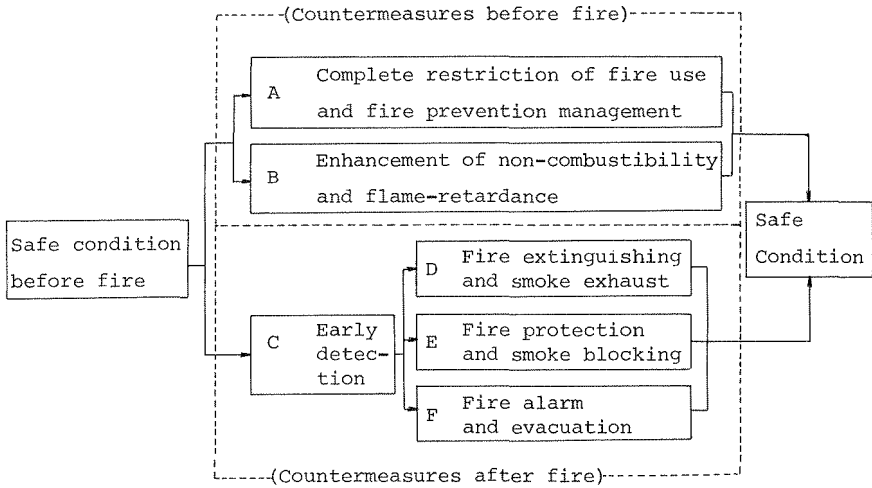 (Countermeasures before fire)
A Complete restriction of fire use
and fire prevention management
B Enhancement of non-combustibility
and flame-retardance
Safe condition
before fire
Safe
Condition
C Early
detec-
tion
D Fire extinguishing
and smoke exhaust
E Fire protection
and smoke blocking
F Fire alarm
and evacuation
(Countermeasures after fire)